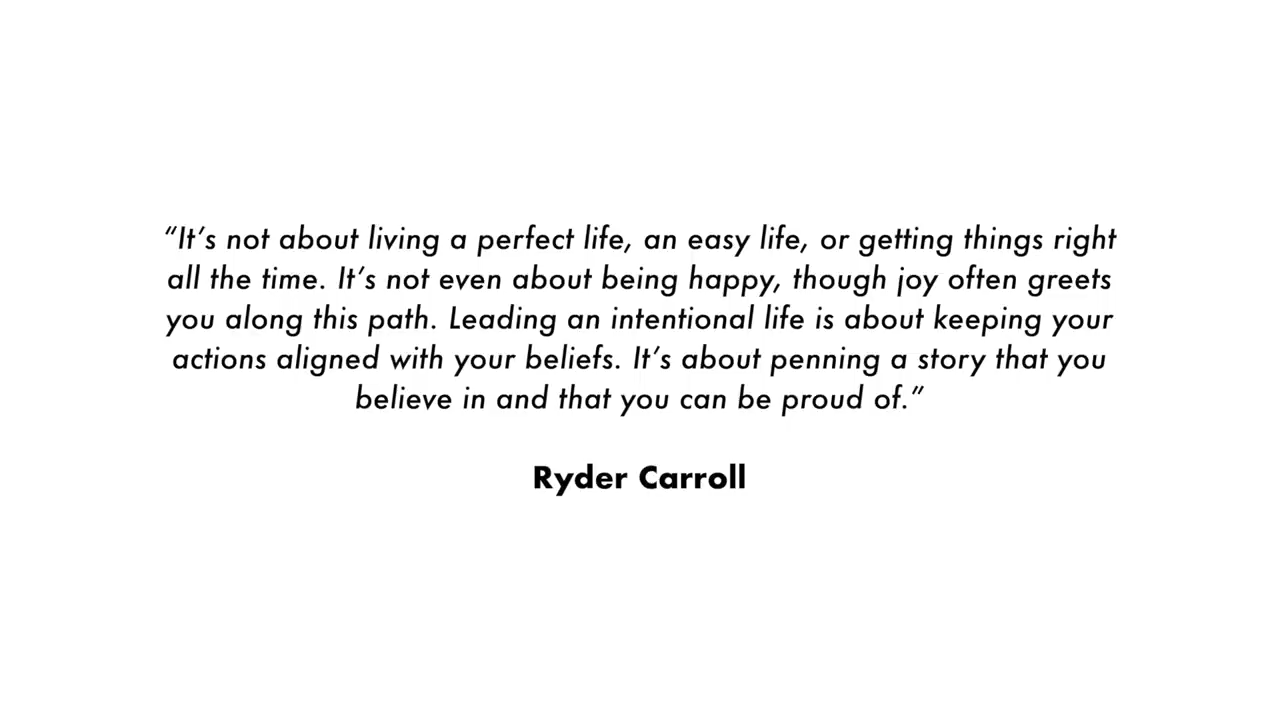 “It’s not about living a perfect life, an easy life, or getting things right
all the time. It’s not even about being happy, though joy often greets
you along this path. Leading an intentional life is about keeping your
actions aligned with your beliefs. It’s about penning a story that you
believe in and that you can be proud of.”
Ryder Carroll